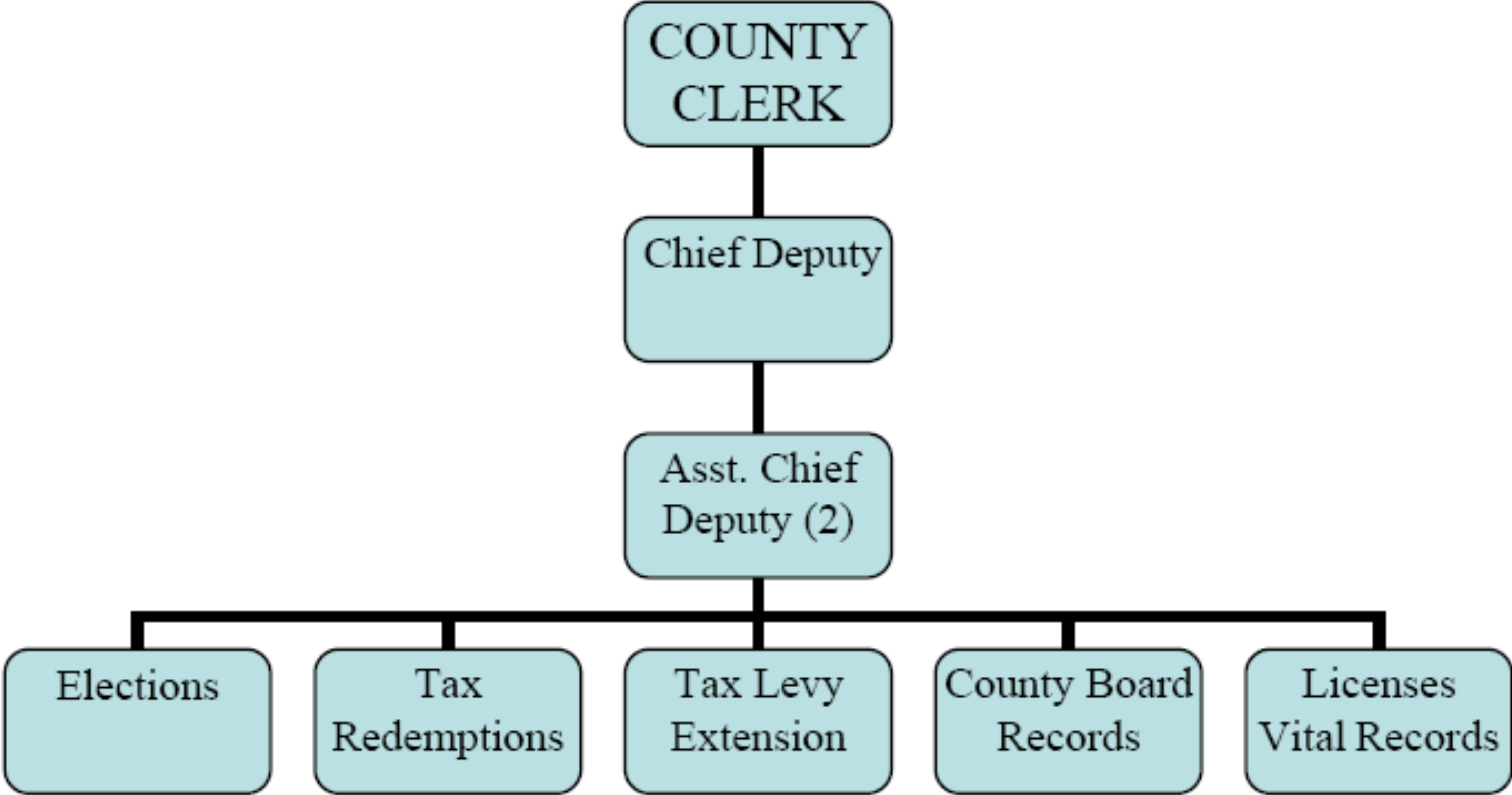 COUNTY
CLERK
Chief Deputy
Asst. Chief
Deputy (2)
Elections
Tax
Redemptions
Tax Levy
Extension
County Board
Records
Licenses
Vital Records